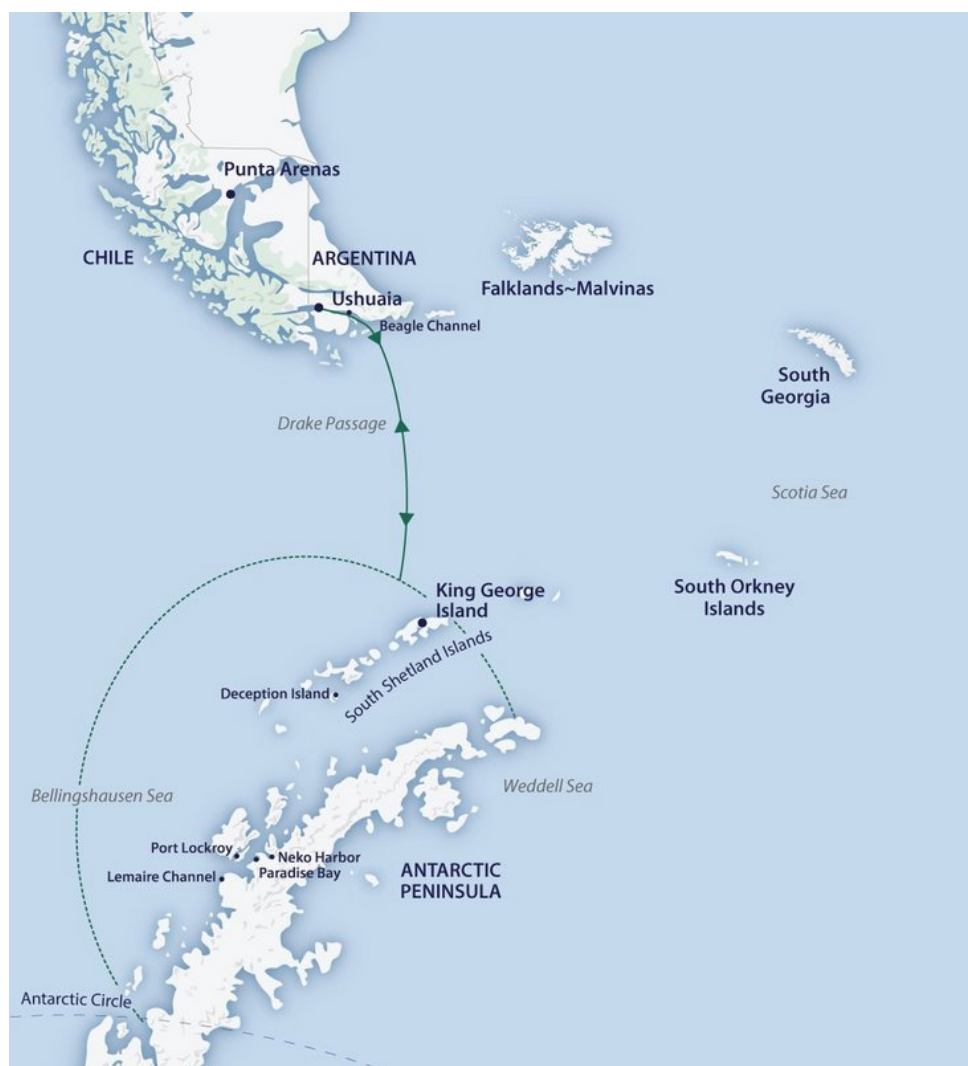 Punta Arenas
CHILE
ARGENTINA
Ushuaia
Beagle Channel
Falklands~Malvinas
South
Georgia
Drake Passage
Scotia Sea
King George
Island
South Orkney
Islands
South Shetland Islands
Deception Island
Bellingshausen Sea
Weddell Sea
Port Lockroy
Neko Harbor
Paradise Bay
Lemaire Channel
ANTARCTIC
PENINSULA
Antarctic Circle